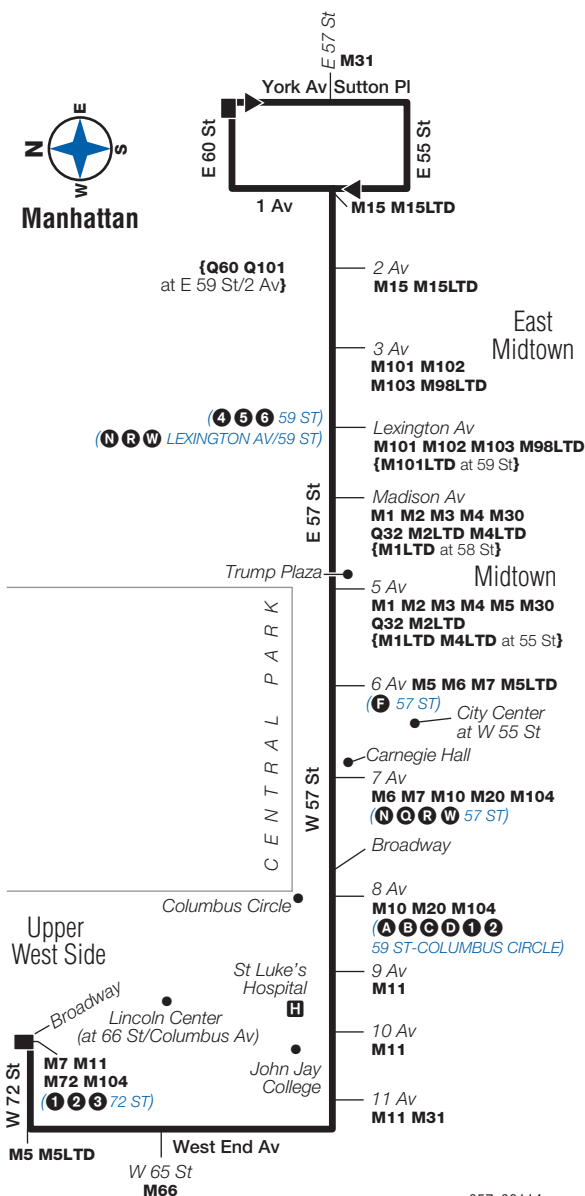 E 57 St
M31
York Av Sutton Pl
N
E
S
W
Manhattan
E 60 St
E 55 St
1 Av
M15 M15LTD
{Q60 Q101
at E 59 St/2 Av}
2 Av
M15 M15LTD
East
Midtown
3 Av
M101 M102
M103 M98LTD
(4 5 6 59 ST)
(N R W LEXINGTON AV/59 ST)
Lexington Av
M101 M102 M103 M98LTD
{M101LTD at 59 St}
E 57 St
Madison Av
M1 M2 M3 M4 M30
Q32 M2LTD M4LTD
{M1LTD at 58 St}
Trump Plaza
Midtown
5 Av
M1 M2 M3 M4 M5 M30
Q32 M2LTD
{M1LTD M4LTD at 55 St}
CENTRAL PARK
6 Av M5 M6 M7 M5LTD
(F 57 ST)
City Center
at W 55 St
Carnegie Hall
W 57 St
7 Av
M6 M7 M10 M20 M104
(N Q R W 57 ST)
Broadway
Columbus Circle
8 Av
M10 M20 M104
(A B C D 1 2
59 ST-COLUMBUS CIRCLE)
Upper
West Side
St Luke's
Hospital
H
9 Av
M11
Broadway
Lincoln Center
(at 66 St/Columbus Av)
10 Av
M11
John Jay
College
W 72 St
M7 M11
M72 M104
(1 2 3 72 ST)
11 Av
M11 M31
West End Av
M5 M5LTD
W 65 St
M66